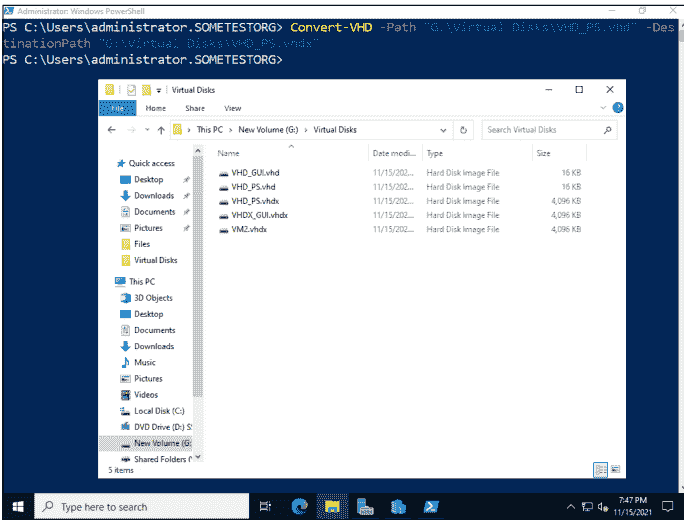 Administrator: Windows PowerShell
PS C:\Users\administrator.SOMETESTORG> Convert-VHD -Path "G:\Virtual Disks\VHD_PS.vhd" -Des
tinationPath "G:\Virtual Disks\VHD_PS.vhdx"
PS C:\Users\administrator.SOMETESTORG>
Virtual Disks
File Home Share View
This PC > New Volume (G:) > Virtual Disks
Search Virtual Disks
Name Date modi... Type Size
VHD_GUI.vhd 11/15/202... Hard Disk Image File 16 KB
VHD_PS.vhd 11/15/202... Hard Disk Image File 16 KB
VHD_PS.vhdx 11/15/202... Hard Disk Image File 4,096 KB
VHDX_GUI.vhdx 11/15/202... Hard Disk Image File 4,096 KB
VM2.vhdx 11/15/202... Hard Disk Image File 4,096 KB
Quick access
Desktop
Downloads
Documents
Pictures
Files
Virtual Disks
This PC
3D Objects
Desktop
Documents
Downloads
Music
Pictures
Videos
Local Disk (C:)
DVD Drive (D:) S
New Volume (G:
Shared Folders (
5 items
Type here to search
7:47 PM
11/15/2021